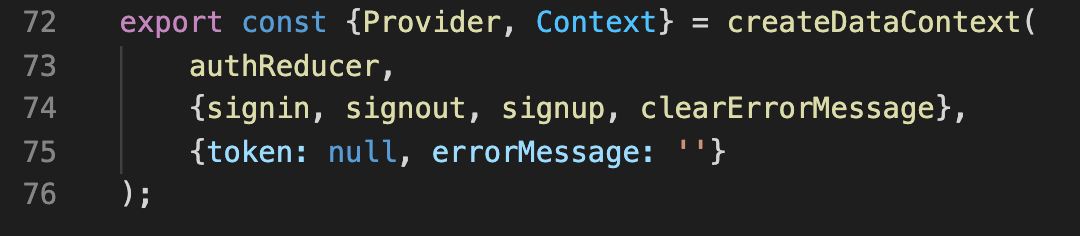 72 export const {Provider, Context} = createDataContext(
73 authReducer,
74 {signin, signout, signup, clearErrorMessage},
75 {token: null, errorMessage: ''}
76 );